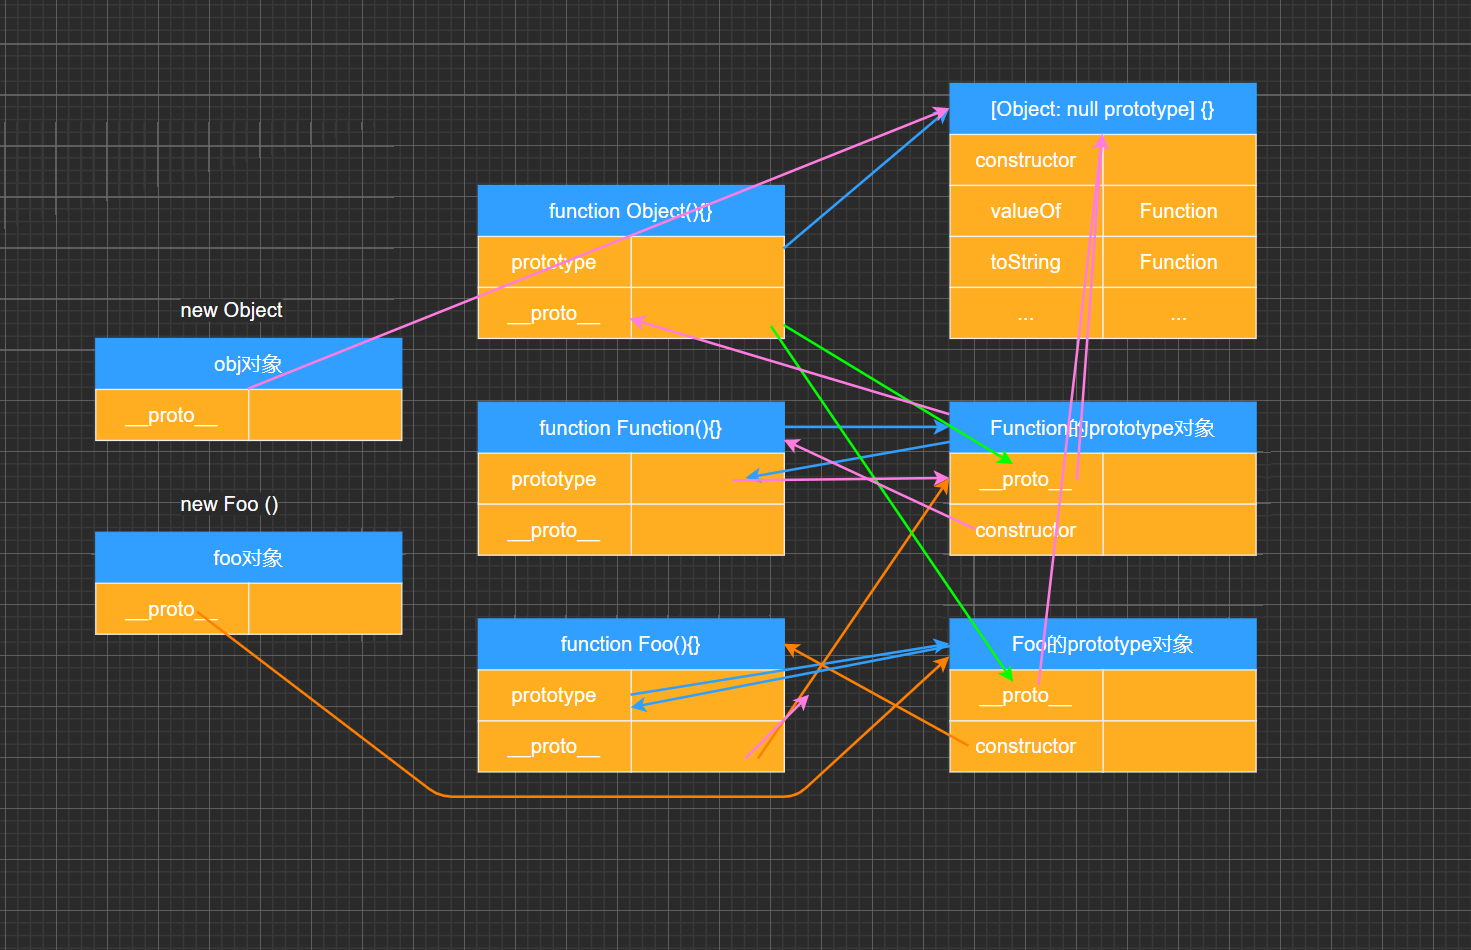 [Object: null prototype] {}
constructor
valueOf Function
toString Function
... ...
function Object(){}
prototype
__proto__
new Object
obj对象
__proto__
function Function(){}
prototype
__proto__
Function的prototype对象
__proto__
constructor
new Foo ()
foo对象
__proto__
function Foo(){}
prototype
__proto__
Foo的prototype对象
__proto__
constructor